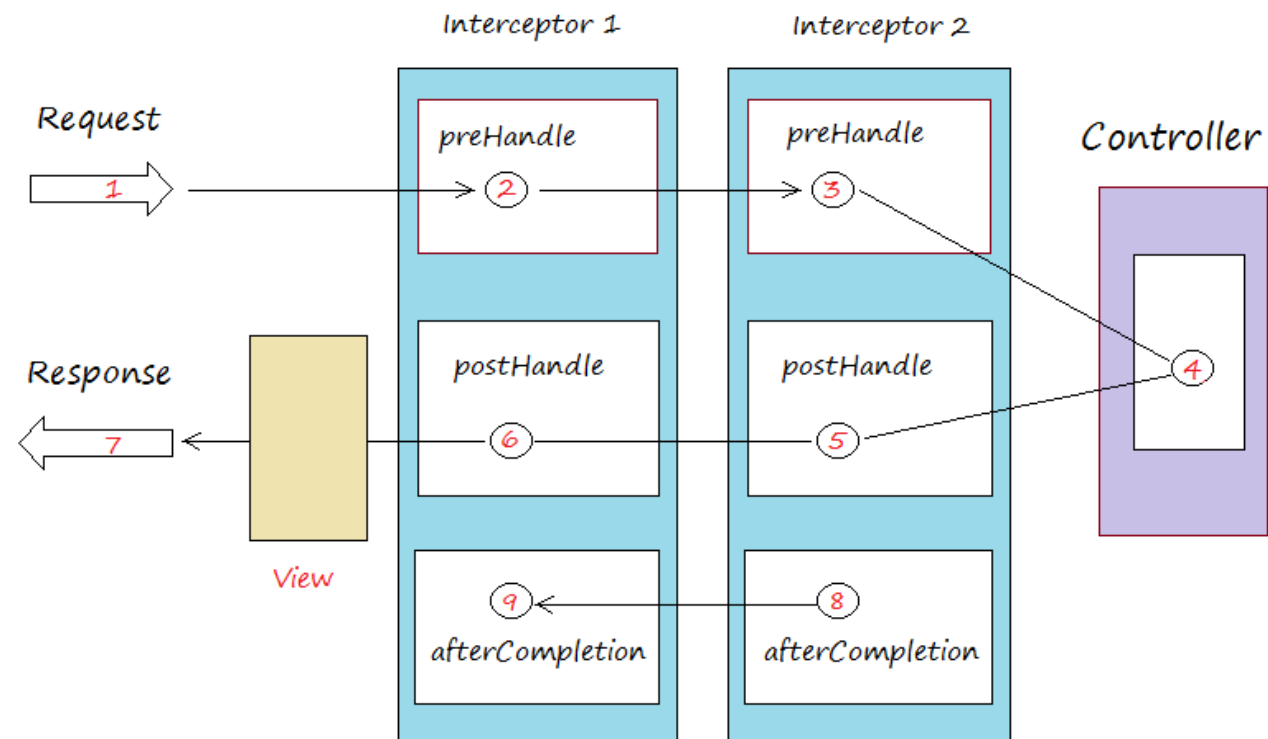 Interceptor 1
Interceptor 2
Request
preHandle
preHandle
Controller
1
2
3
Response
postHandle
postHandle
4
7
6
5
View
9
8
afterCompletion
afterCompletion